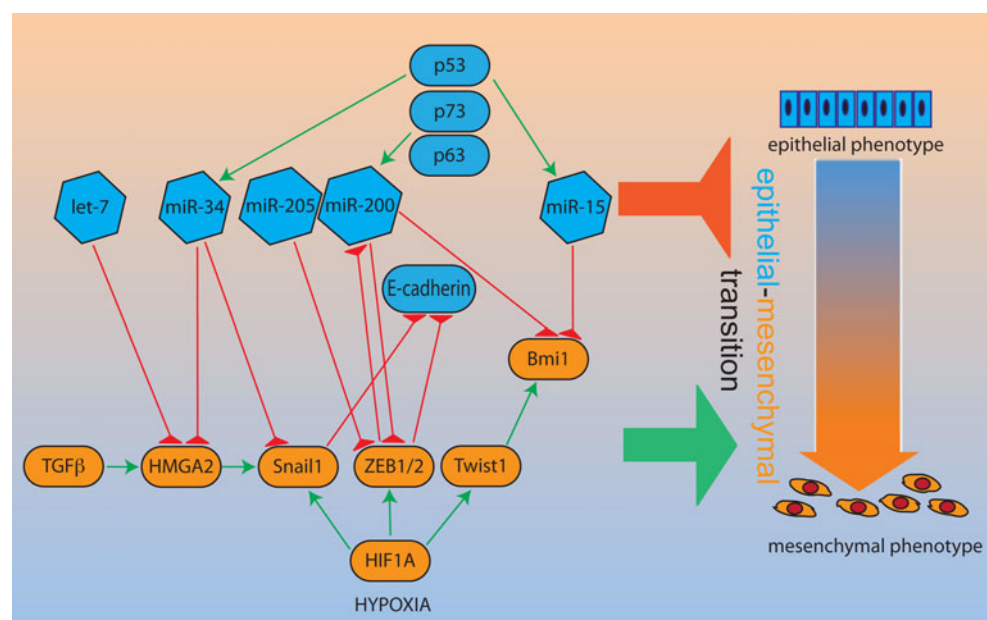 p53
p73
p63
let-7
miR-34
miR-205
miR-200
miR-15
E-cadherin
Bmi1
TGFβ
HMGA2
Snail1
ZEB1/2
Twist1
HIF1A
HYPOXIA
epithelial phenotype
epithelial-mesenchymal
transition
mesenchymal phenotype